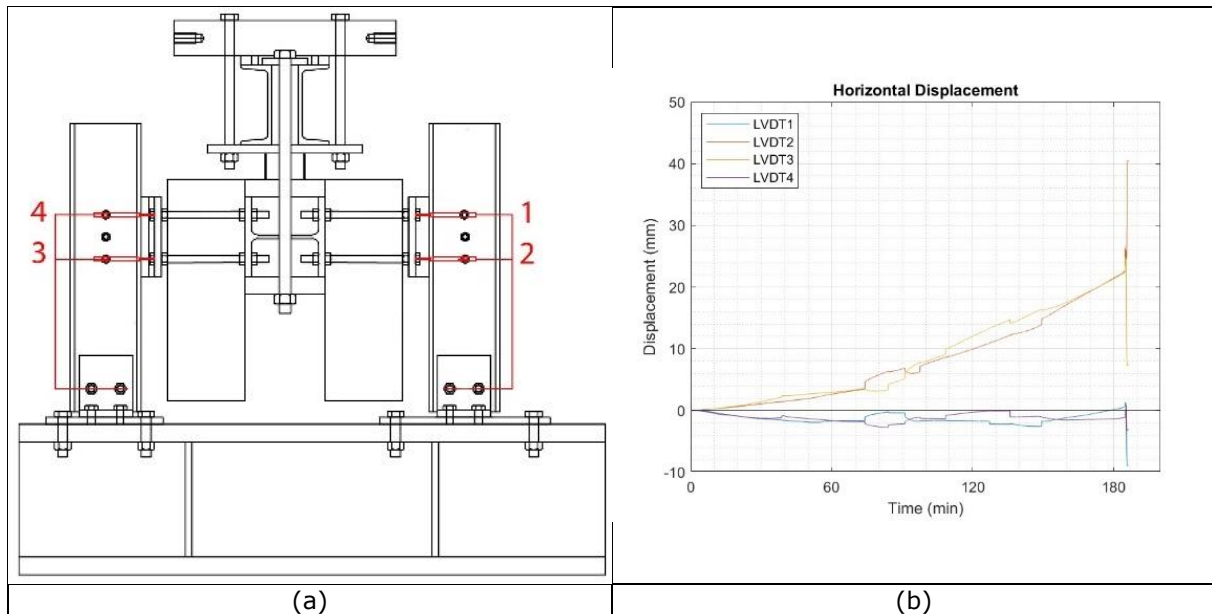 4
3
1
2
(a)
Horizontal Displacement
LVDT1
LVDT2
LVDT3
LVDT4
50
40
30
20
10
0
-10
Displacement (mm)
0
60
120
180
Time (min)
(b)